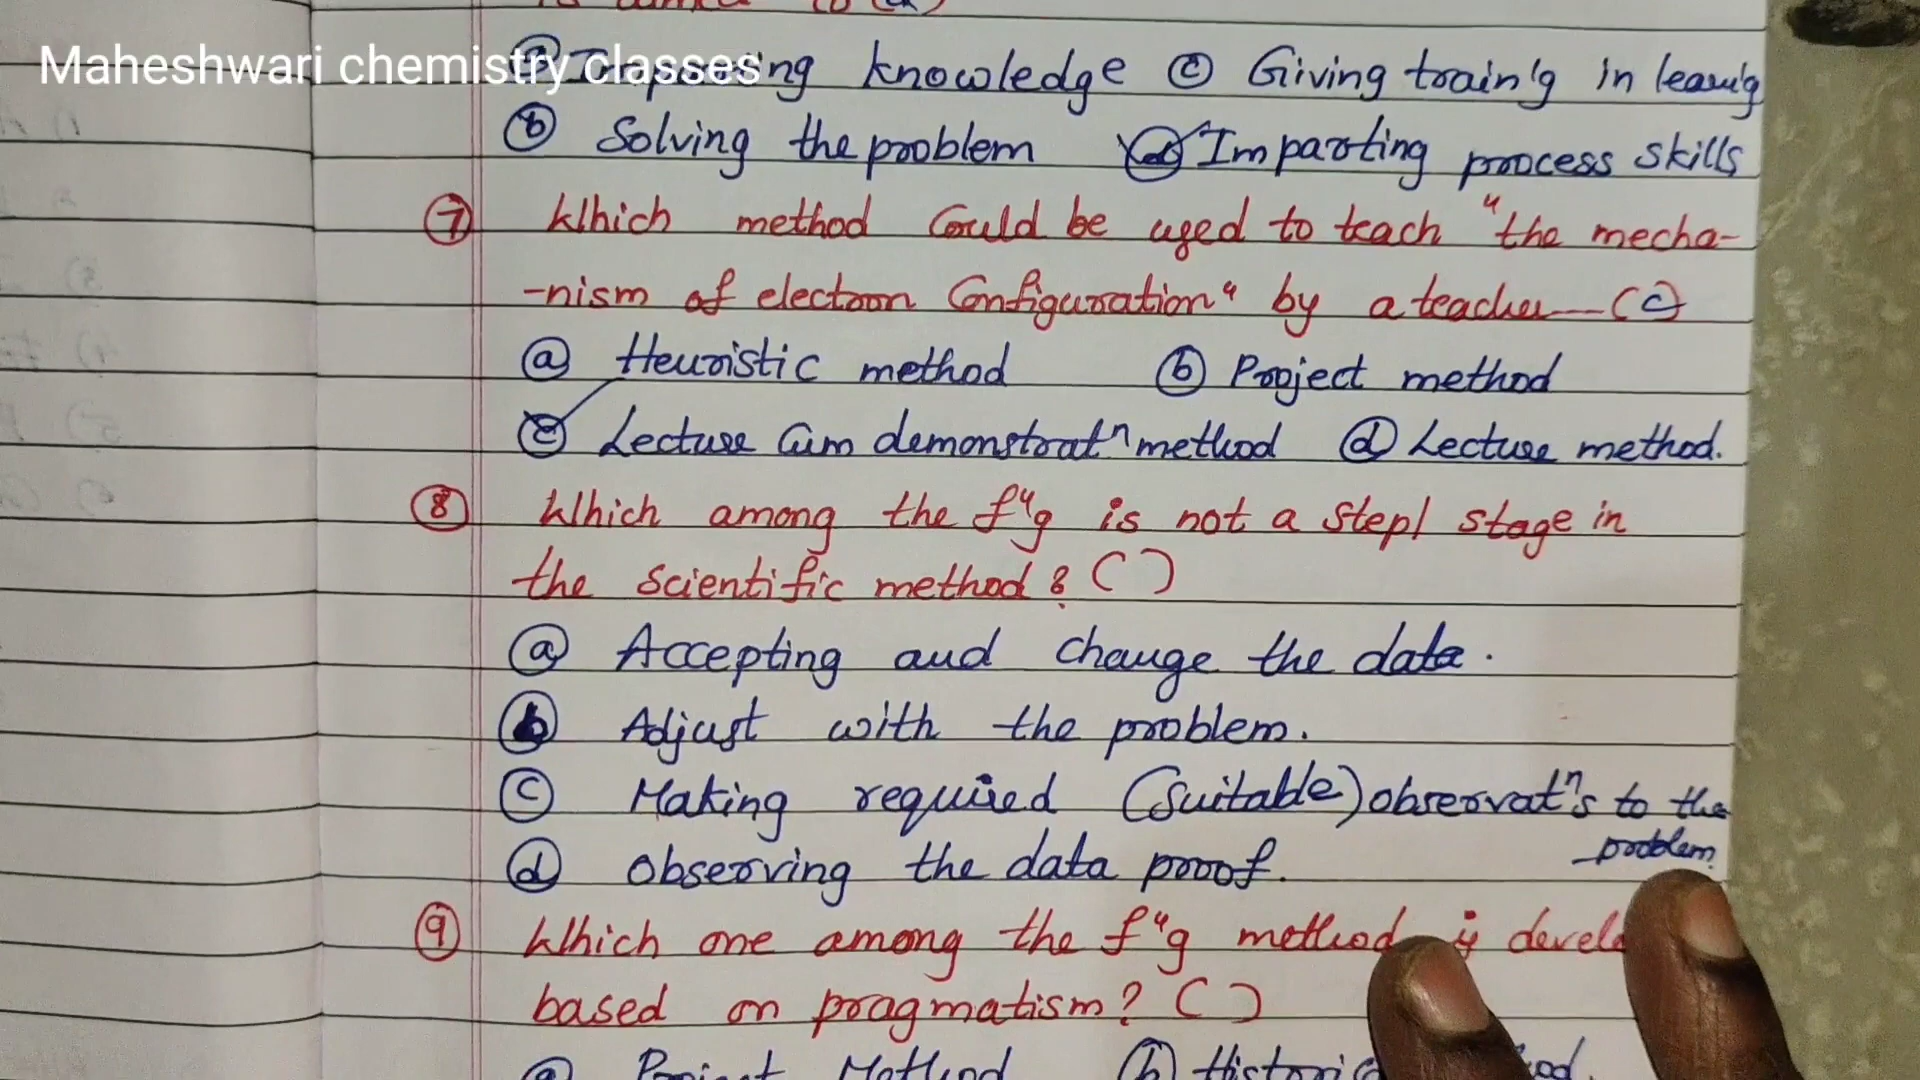 Maheshwari chemistry classes
knowledge ⓒ Giving train'g in learn'g
ⓑ Solving the problem ⓓ Imparting process skills
⑦ Which method could be used to teach "the mecha-
-nism of electron configuration" by a teacher—(c)
ⓐ Heuristic method ⓑ Project method
ⓒ Lecture cum demonstratⁿ method ⓓ Lecture method.
⑧ Which among the f"g is not a step/ stage in
the scientific method? ( )
ⓐ Accepting and change the data.
ⓑ Adjust with the problem.
ⓒ Making required (suitable) observatⁿs to the
problem.
ⓓ observing the data proof.
⑨ Which one among the f"g method is
based on pragmatism? ( )
ⓐ Project Method ⓑ